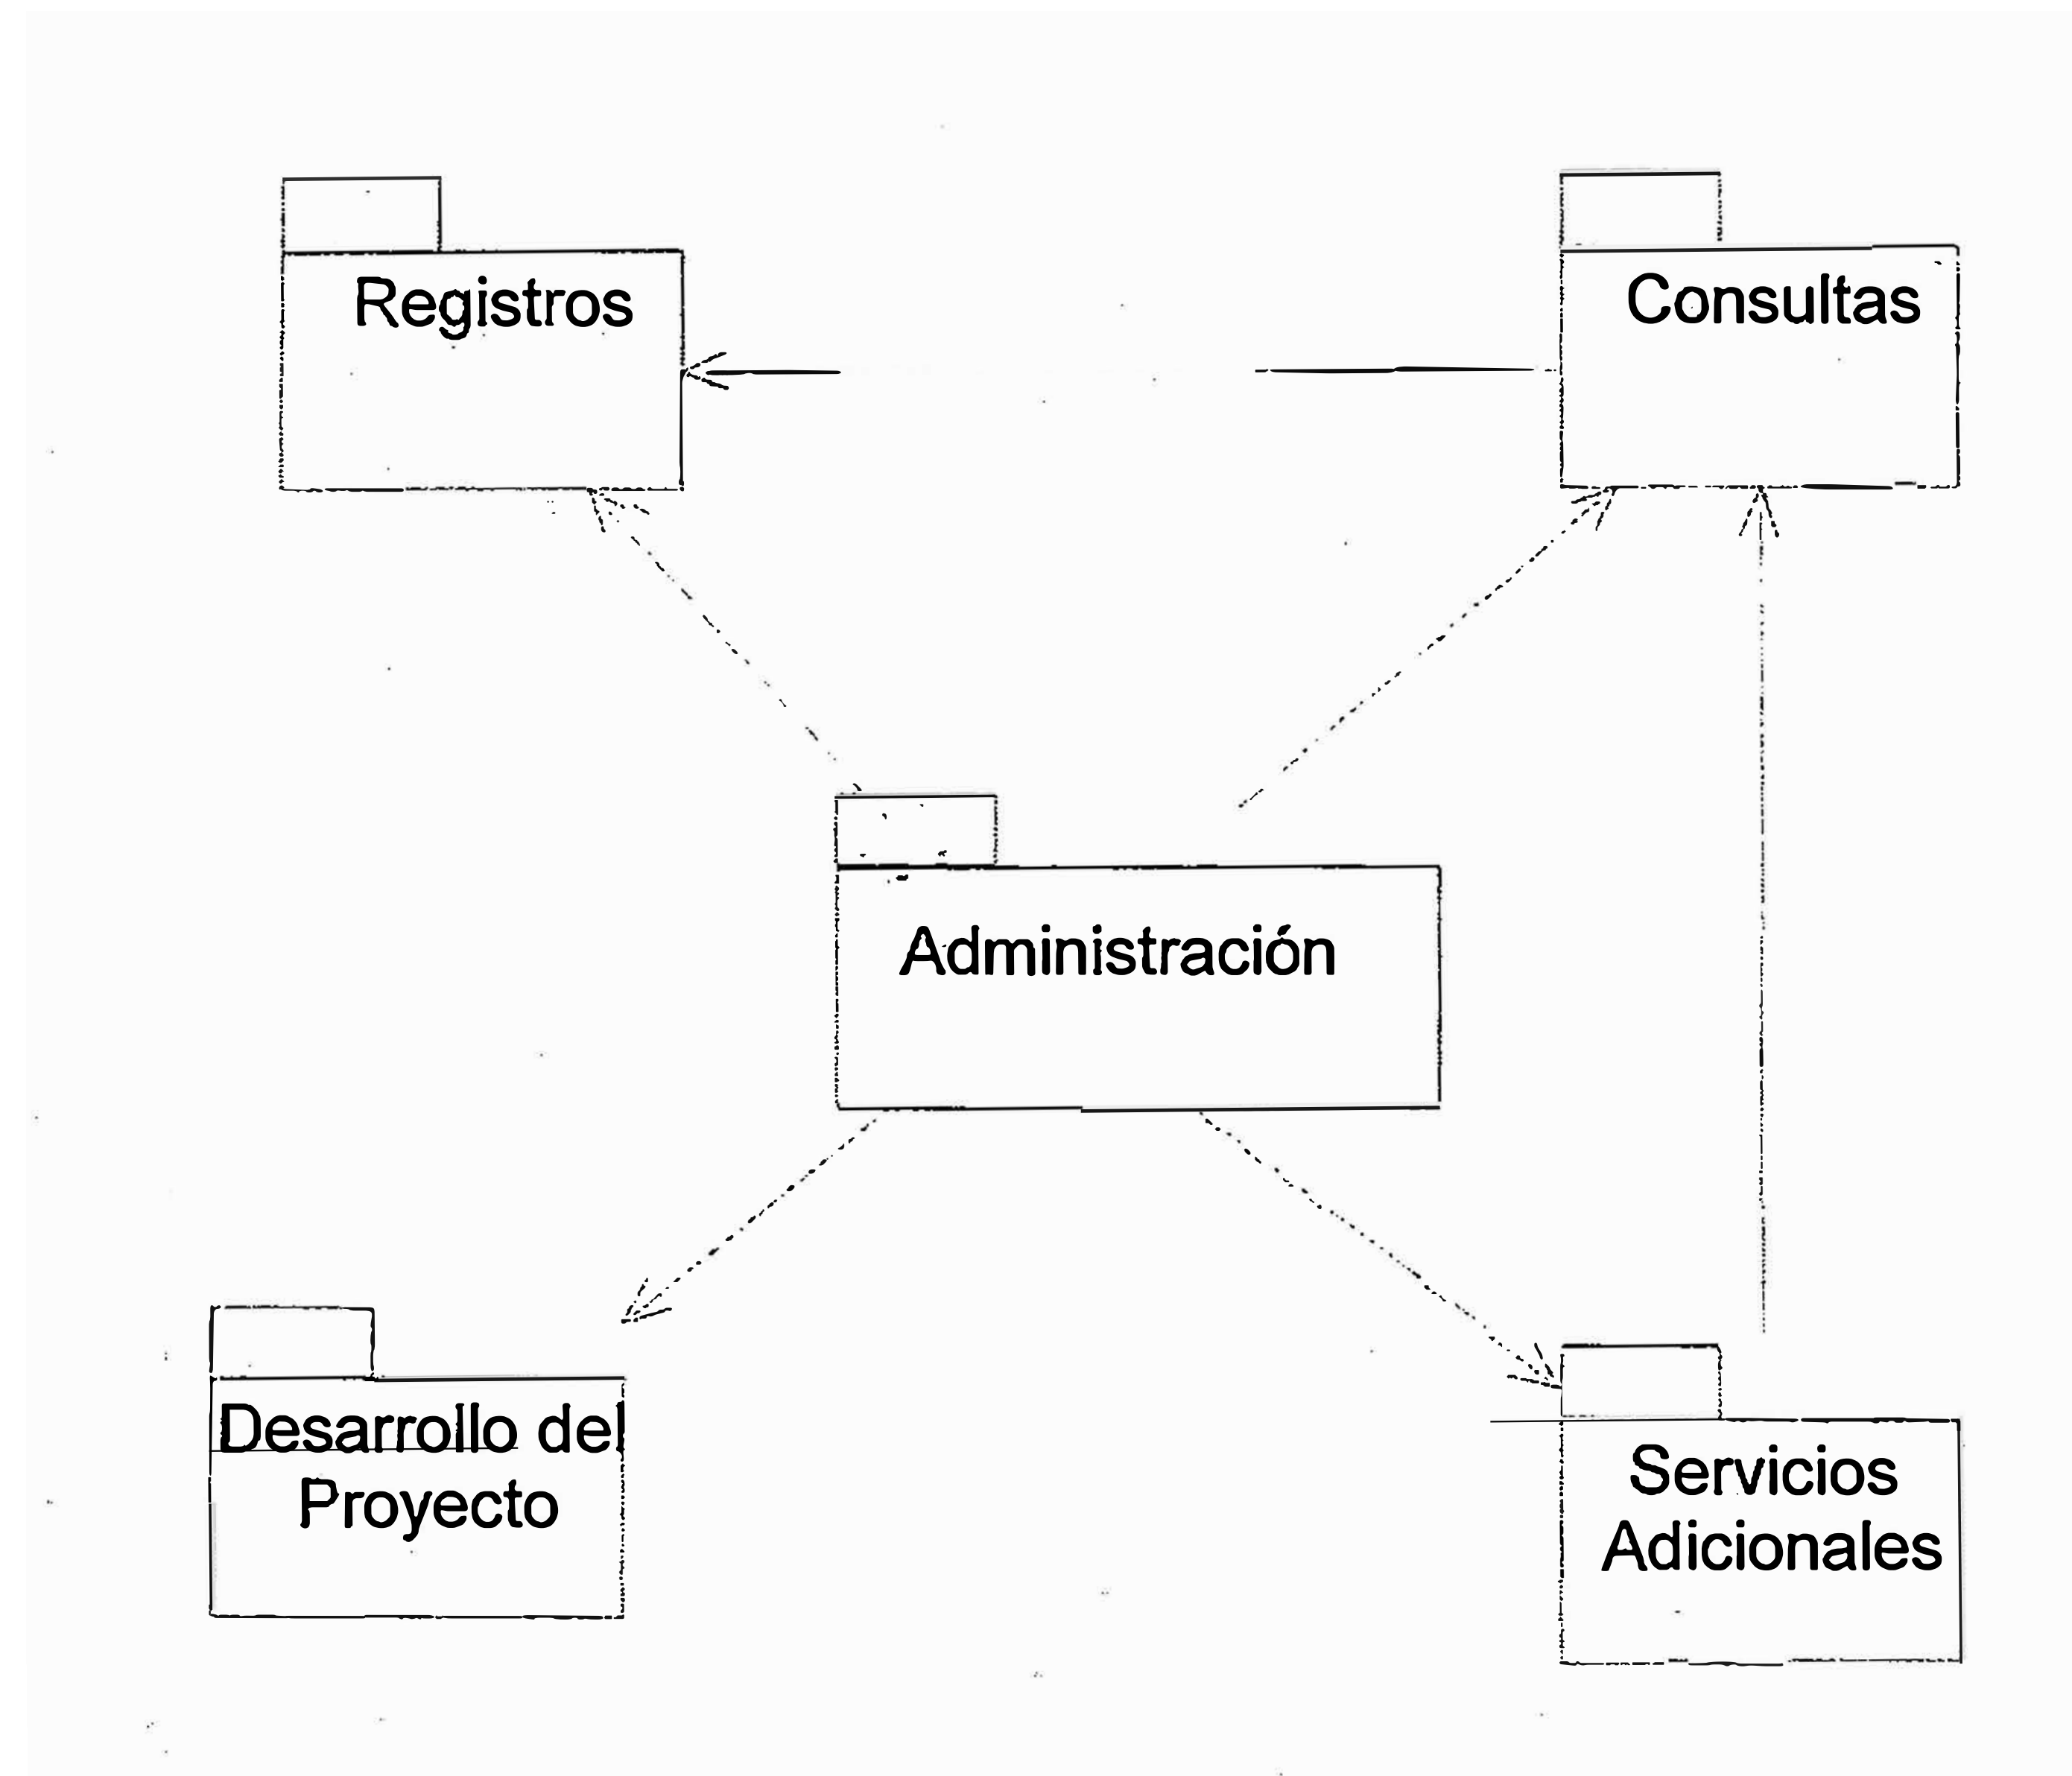 Registros
Consultas
Administración
Desarrollo del
Proyecto
Servicios
Adicionales